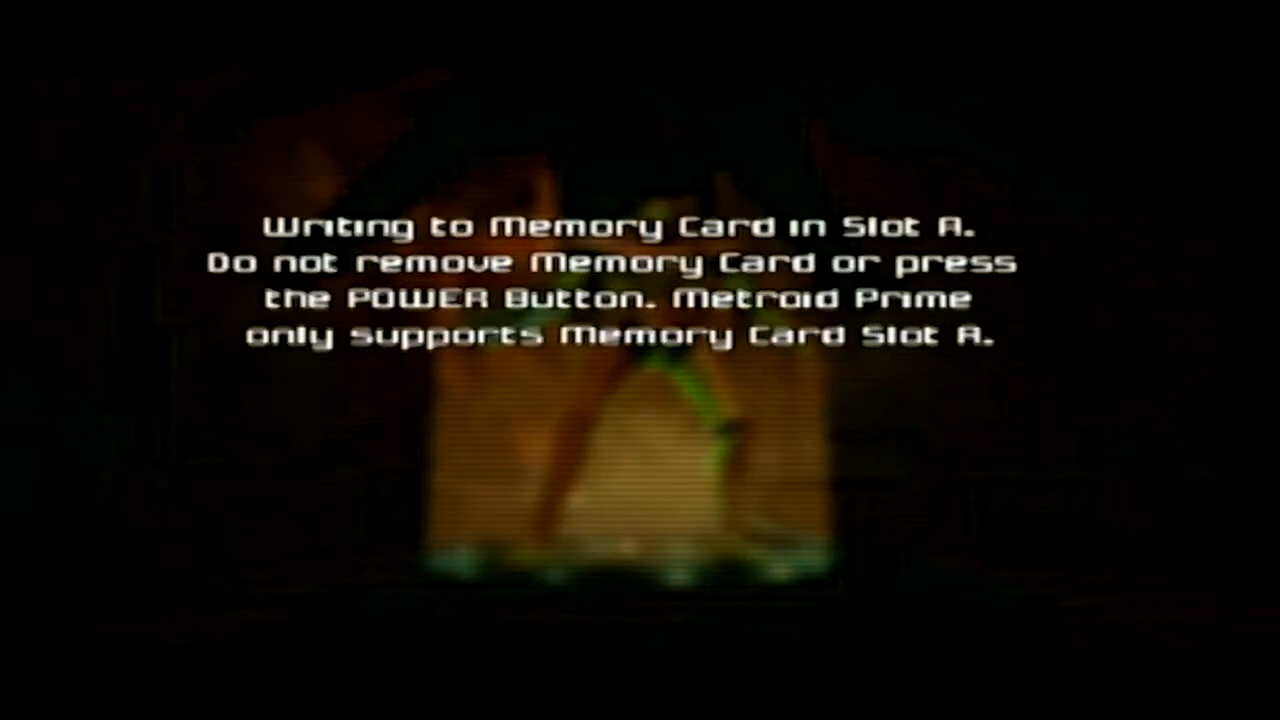 Writing to Memory Card in Slot A.
Do not remove Memory Card or press
the POWER Button. Metroid Prime
only supports Memory Card Slot A.